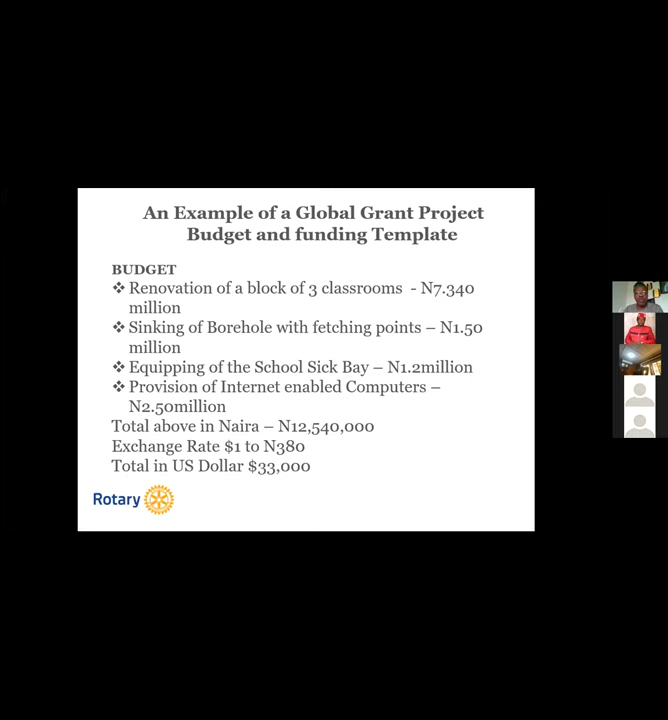 An Example of a Global Grant Project
Budget and funding Template
BUDGET
❖ Renovation of a block of 3 classrooms - N7.340
million
❖ Sinking of Borehole with fetching points – N1.50
million
❖ Equipping of the School Sick Bay – N1.2million
❖ Provision of Internet enabled Computers –
N2.50million
Total above in Naira – N12,540,000
Exchange Rate $1 to N380
Total in US Dollar $33,000
Rotary